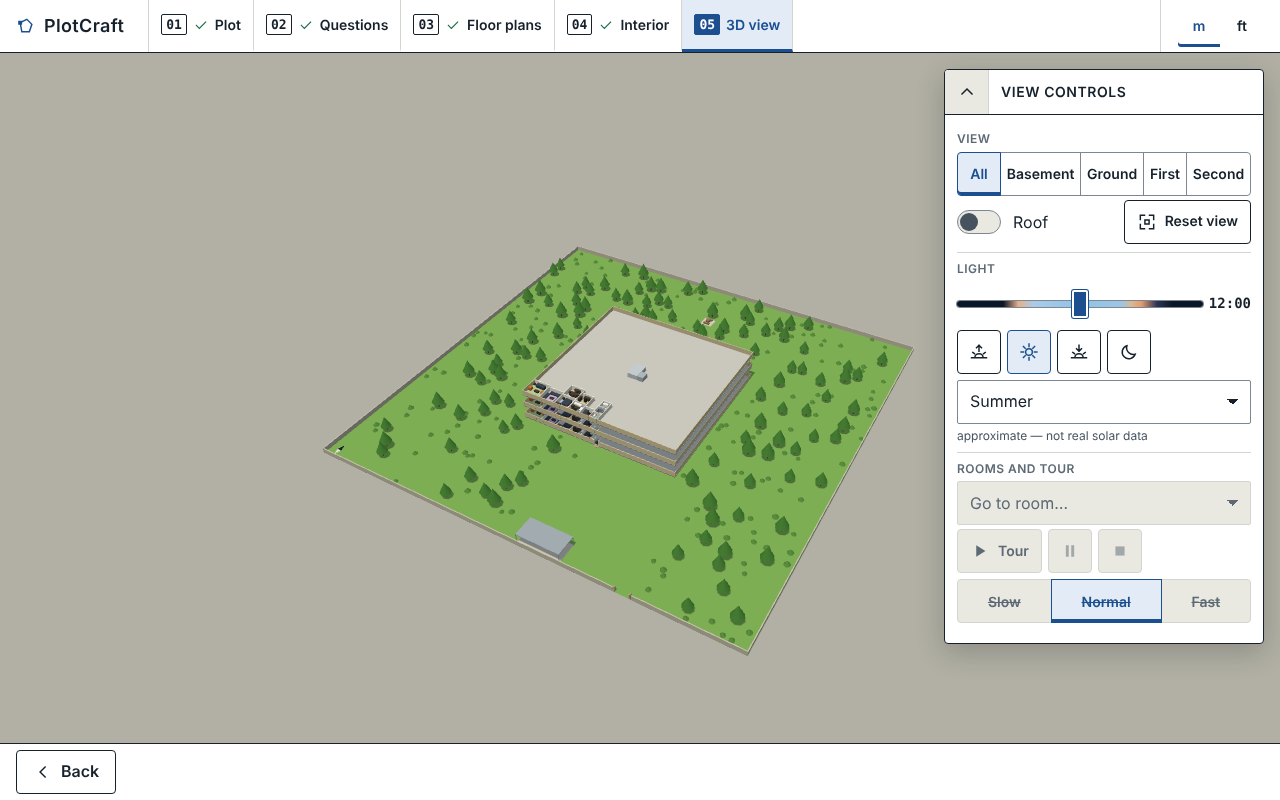 PlotCraft
01 Plot
02 Questions
03 Floor plans
04 Interior
05 3D view
m ft
VIEW CONTROLS
VIEW
All Basement Ground First Second
Roof Reset view
LIGHT
12:00
Summer
approximate — not real solar data
ROOMS AND TOUR
Go to room...
Tour
Slow Normal Fast
Back